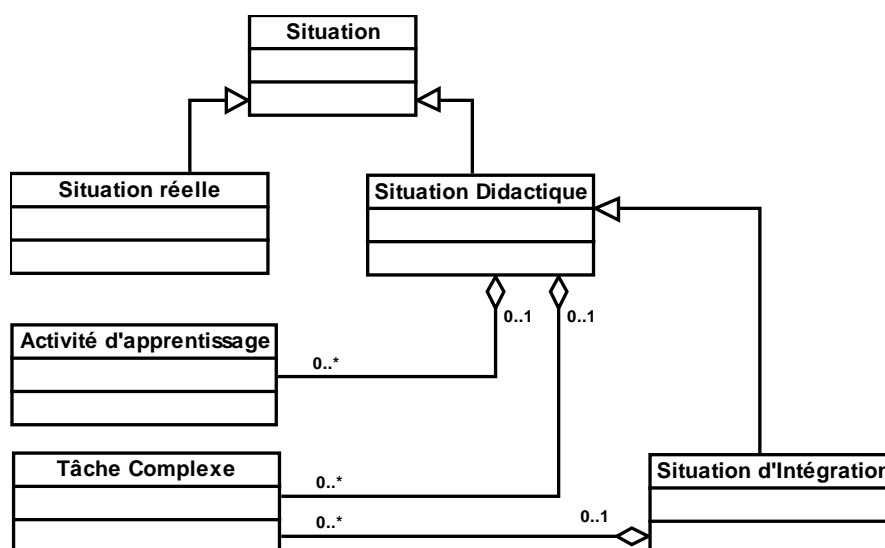 Situation
Situation réelle
Situation Didactique
0..1
0..1
Activité d'apprentissage
0..*
Tâche Complexe
Situation d'Intégration
0..*
0..*
0..1